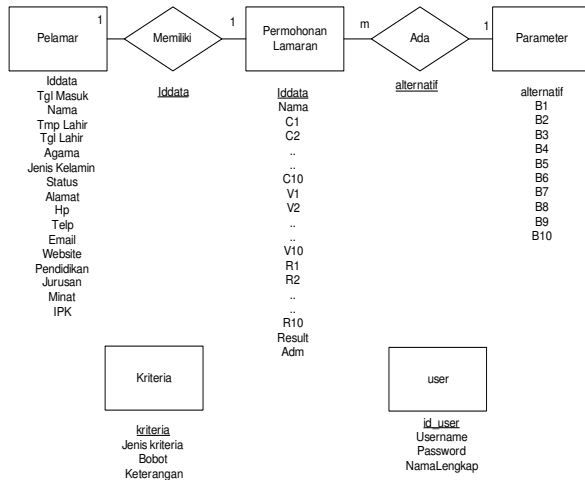 1
Pelamar
Memiliki
1
Permohonan
Lamaran
m
Ada
1
Parameter
Iddata
Tgl Masuk
Nama
Tmp Lahir
Tgl Lahir
Agama
Jenis Kelamin
Status
Alamat
Hp
Telp
Email
Website
Pendidikan
Jurusan
Minat
IPK
Iddata
Iddata
Nama
C1
C2
..
..
C10
V1
V2
..
..
V10
R1
R2
..
..
R10
Result
Adm
alternatif
alternatif
B1
B2
B3
B4
B5
B6
B7
B8
B9
B10
Kriteria
kriteria
Jenis kriteria
Bobot
Keterangan
user
id_user
Username
Password
NamaLengkap